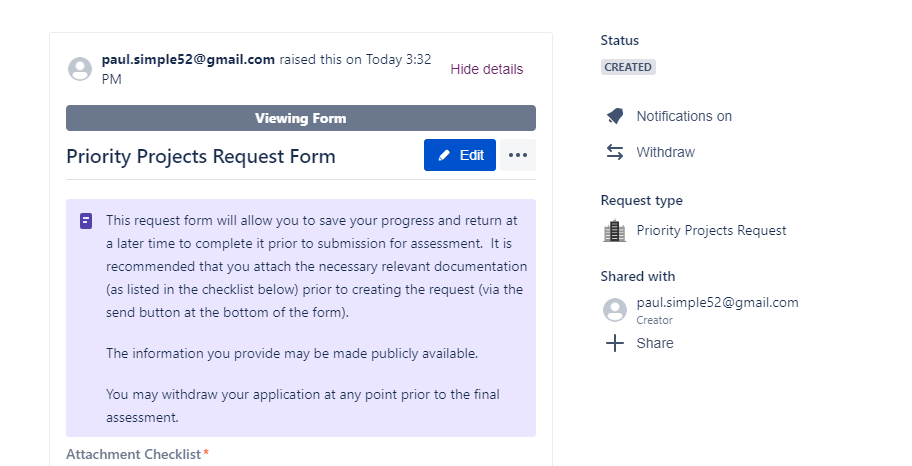 paul.simple52@gmail.com raised this on Today 3:32
PM
Hide details
Viewing Form
Priority Projects Request Form
Edit
This request form will allow you to save your progress and return at
a later time to complete it prior to submission for assessment.  It is
recommended that you attach the necessary relevant documentation
(as listed in the checklist below) prior to creating the request (via the
send button at the bottom of the form).
The information you provide may be made publicly available.
You may withdraw your application at any point prior to the final
assessment.
Attachment Checklist*
Status
CREATED
Notifications on
Withdraw
Request type
Priority Projects Request
Shared with
paul.simple52@gmail.com
Creator
Share